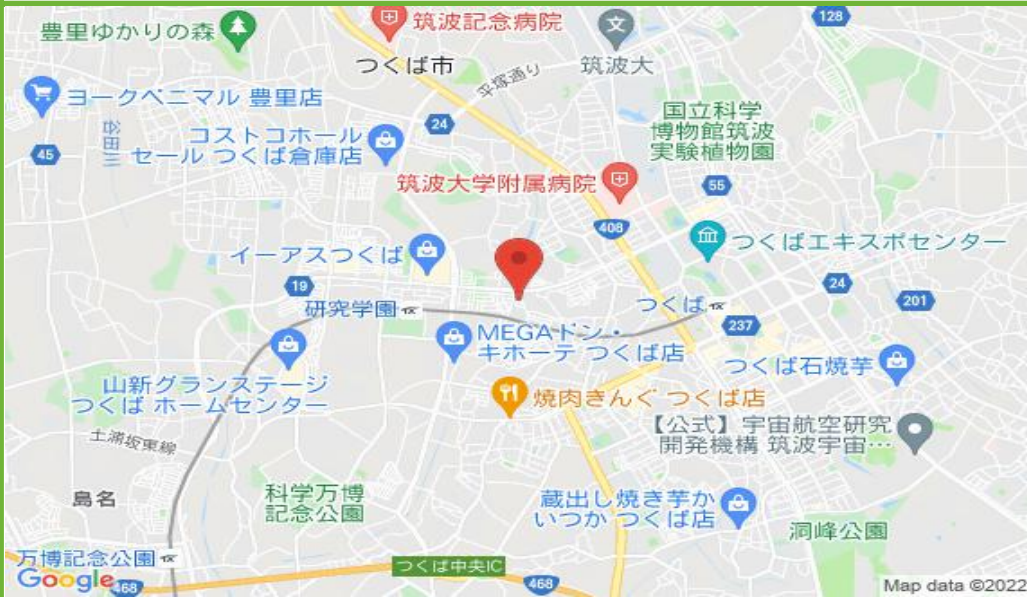 筑波記念病院
128
豊里ゆかりの森
文
つくば市
平塚通り
筑波大
ヨークベニマル 豊里店
国立科学
博物館筑波
実験植物園
谷田川
24
コストコホール
セール つくば倉庫店
45
筑波大学附属病院
55
408
つくばエキスポセンター
イーアスつくば
19
24
研究学園
つくば
201
237
MEGAドン・
キホーテ つくば店
つくば石焼芋
山新グランステージ
つくば ホームセンター
焼肉きんぐ つくば店
【公式】宇宙航空研究
開発機構 筑波宇宙…
土浦坂東線
島名
科学万博
記念公園
蔵出し焼き芋か
いつか つくば店
洞峰公園
万博記念公園
つくば中央IC
Google
468
468
Map data ©2022